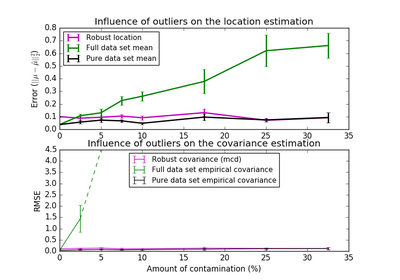 Influence of outliers on the location estimation
0.8
0.7
0.6
0.5
0.4
0.3
0.2
0.1
0.0
Error (||μ − μ̂||₂²)
Robust location
Full data set mean
Pure data set mean
0 5 10 15 20 25 30 35
Influence of outliers on the covariance estimation
4.5
4.0
3.5
3.0
2.5
2.0
1.5
1.0
0.5
0.0
RMSE
Robust covariance (mcd)
Full data set empirical covariance
Pure data set empirical covariance
0 5 10 15 20 25 30 35
Amount of contamination (%)